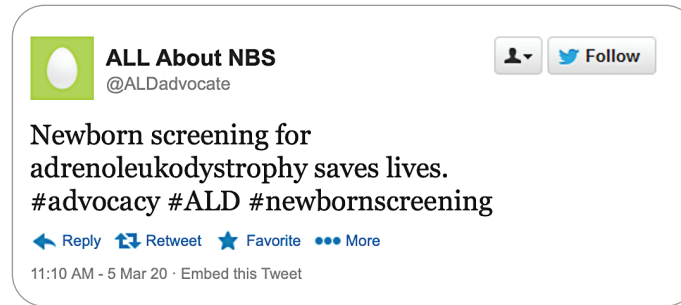 ALL About NBS
@ALDadvocate
Follow
Newborn screening for
adrenoleukodystrophy saves lives.
#advocacy #ALD #newbornscreening
Reply Retweet Favorite More
11:10 AM - 5 Mar 20 · Embed this Tweet